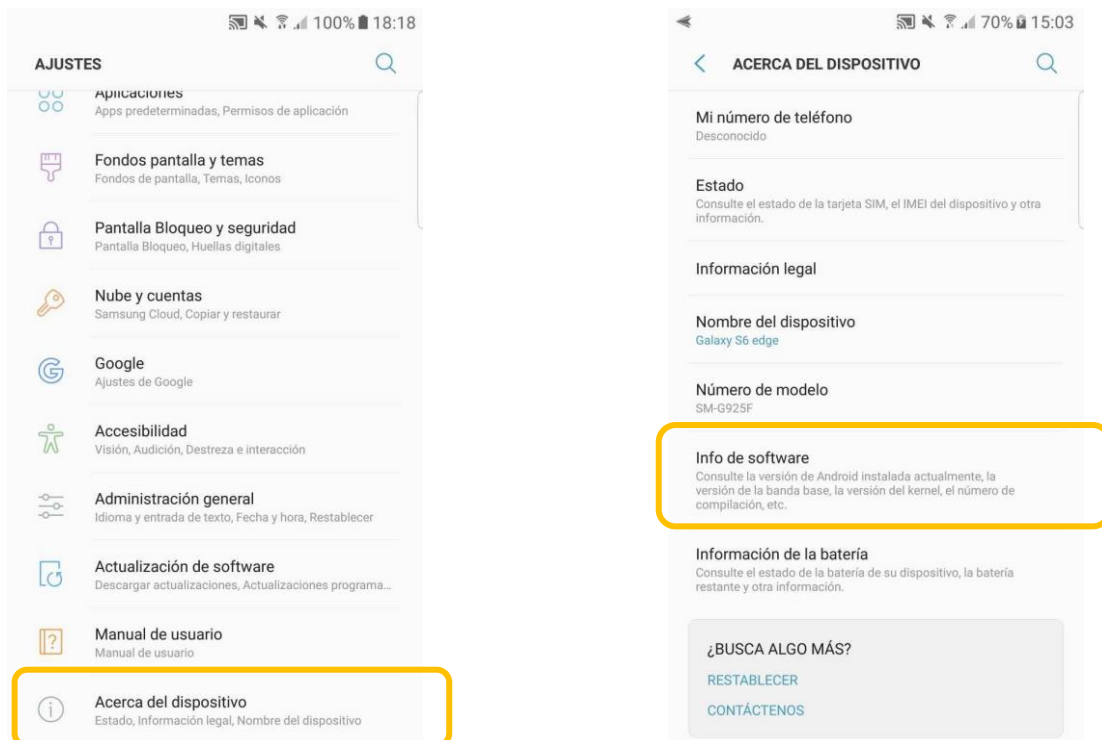 100% 18:18
AJUSTES
Aplicaciones
Apps predeterminadas, Permisos de aplicación
Fondos pantalla y temas
Fondos de pantalla, Temas, Iconos
Pantalla Bloqueo y seguridad
Pantalla Bloqueo, Huellas digitales
Nube y cuentas
Samsung Cloud, Copiar y restaurar
Google
Ajustes de Google
Accesibilidad
Visión, Audición, Destreza e interacción
Administración general
Idioma y entrada de texto, Fecha y hora, Restablecer
Actualización de software
Descargar actualizaciones, Actualizaciones programa...
Manual de usuario
Manual de usuario
Acerca del dispositivo
Estado, Información legal, Nombre del dispositivo
70% 15:03
ACERCA DEL DISPOSITIVO
Mi número de teléfono
Desconocido
Estado
Consulte el estado de la tarjeta SIM, el IMEI del dispositivo y otra
información.
Información legal
Nombre del dispositivo
Galaxy S6 edge
Número de modelo
SM-G925F
Info de software
Consulte la versión de Android instalada actualmente, la
versión de la banda base, la versión del kernel, el número de
compilación, etc.
Información de la batería
Consulte el estado de la batería de su dispositivo, la batería
restante y otra información.
¿BUSCA ALGO MÁS?
RESTABLECER
CONTÁCTENOS